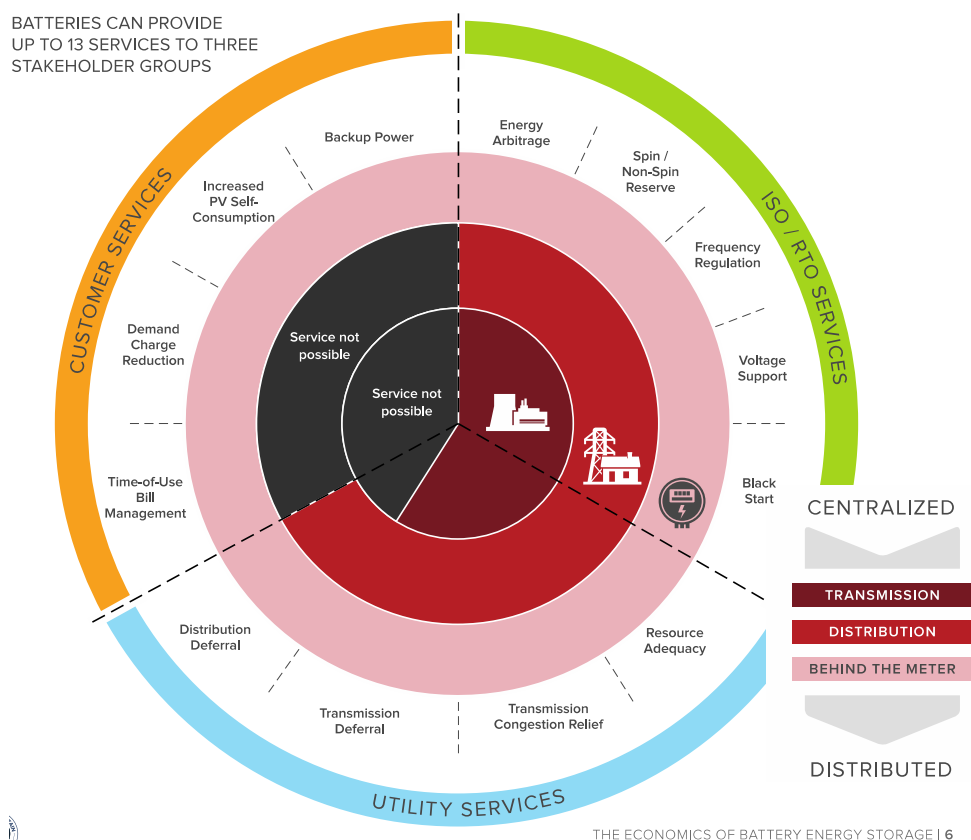 BATTERIES CAN PROVIDE
UP TO 13 SERVICES TO THREE
STAKEHOLDER GROUPS
CUSTOMER SERVICES
ISO / RTO SERVICES
UTILITY SERVICES
Backup Power
Energy
Arbitrage
Spin /
Non-Spin
Reserve
Increased
PV Self-
Consumption
Frequency
Regulation
Demand
Charge
Reduction
Voltage
Support
Service not
possible
Service not
possible
Time-of-Use
Bill
Management
Black
Start
Distribution
Deferral
Resource
Adequacy
Transmission
Deferral
Transmission
Congestion Relief
CENTRALIZED
TRANSMISSION
DISTRIBUTION
BEHIND THE METER
DISTRIBUTED
THE ECONOMICS OF BATTERY ENERGY STORAGE | 6